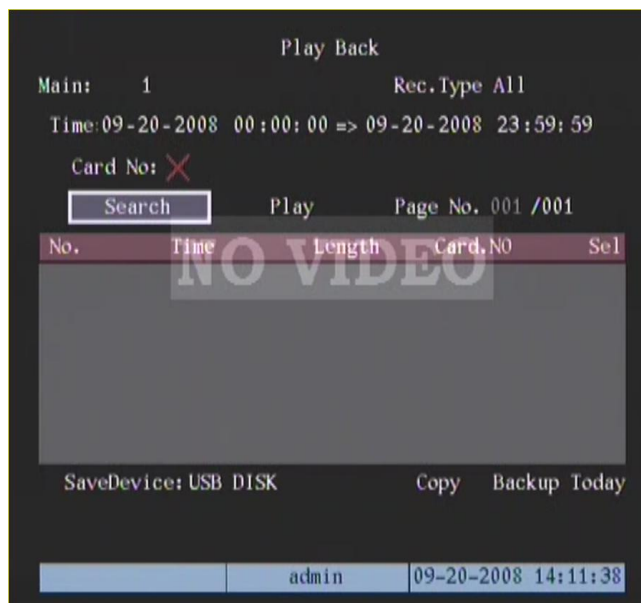 Play Back
Main: 1 Rec.Type All
Time:09-20-2008 00:00:00 => 09-20-2008 23:59:59
Card No:
Search Play Page No. 001 /001
No. Time Length Card.NO Sel
NO VIDEO
SaveDevice: USB DISK Copy Backup Today
admin 09-20-2008 14:11:38